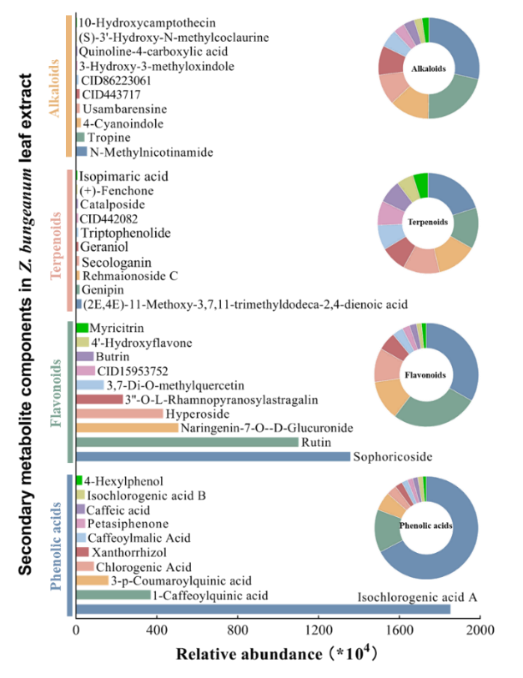 Secondary metabolite components in Z. bungeanum leaf extract
Alkaloids
10-Hydroxycamptothecin
(S)-3'-Hydroxy-N-methylcoclaurine
Quinoline-4-carboxylic acid
3-Hydroxy-3-methyloxindole
CID86223061
CID443717
Usambarensine
4-Cyanoindole
Tropine
N-Methylnicotinamide
Alkaloids
Terpenoids
Isopimaric acid
(+)-Fenchone
Catalposide
CID442082
Triptophenolide
Geraniol
Secologanin
Rehmaionoside C
Genipin
(2E,4E)-11-Methoxy-3,7,11-trimethyldodeca-2,4-dienoic acid
Terpenoids
Flavonoids
Myricitrin
4'-Hydroxyflavone
Butrin
CID15953752
3,7-Di-O-methylquercetin
3"-O-L-Rhamnopyranosylastragalin
Hyperoside
Naringenin-7-O--D-Glucuronide
Rutin
Sophoricoside
Flavonoids
Phenolic acids
4-Hexylphenol
Isochlorogenic acid B
Caffeic acid
Petasiphenone
Caffeoylmalic Acid
Xanthorrhizol
Chlorogenic Acid
3-p-Coumaroylquinic acid
1-Caffeoylquinic acid
Isochlorogenic acid A
Phenolic acids
0 400 800 1200 1600 2000
Relative abundance (*10⁴)